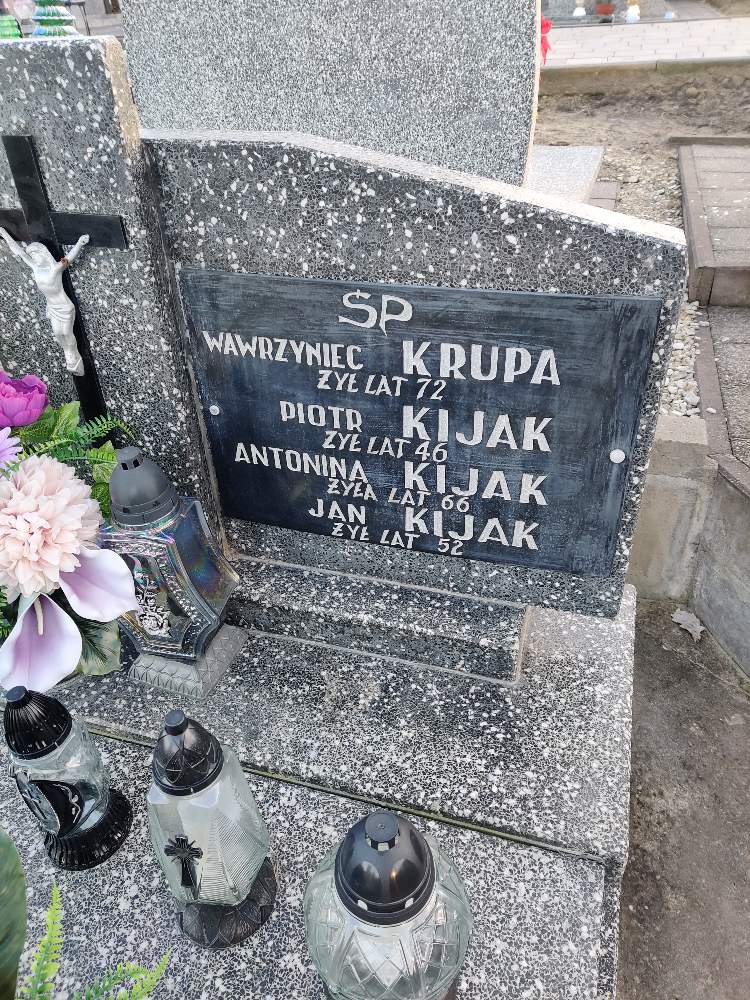 SP
WAWRZYNIEC KRUPA
ŻYŁ LAT 72
PIOTR KIJAK
ŻYŁ LAT 46
ANTONINA KIJAK
ŻYŁA LAT 66
JAN KIJAK
ŻYŁ LAT 52